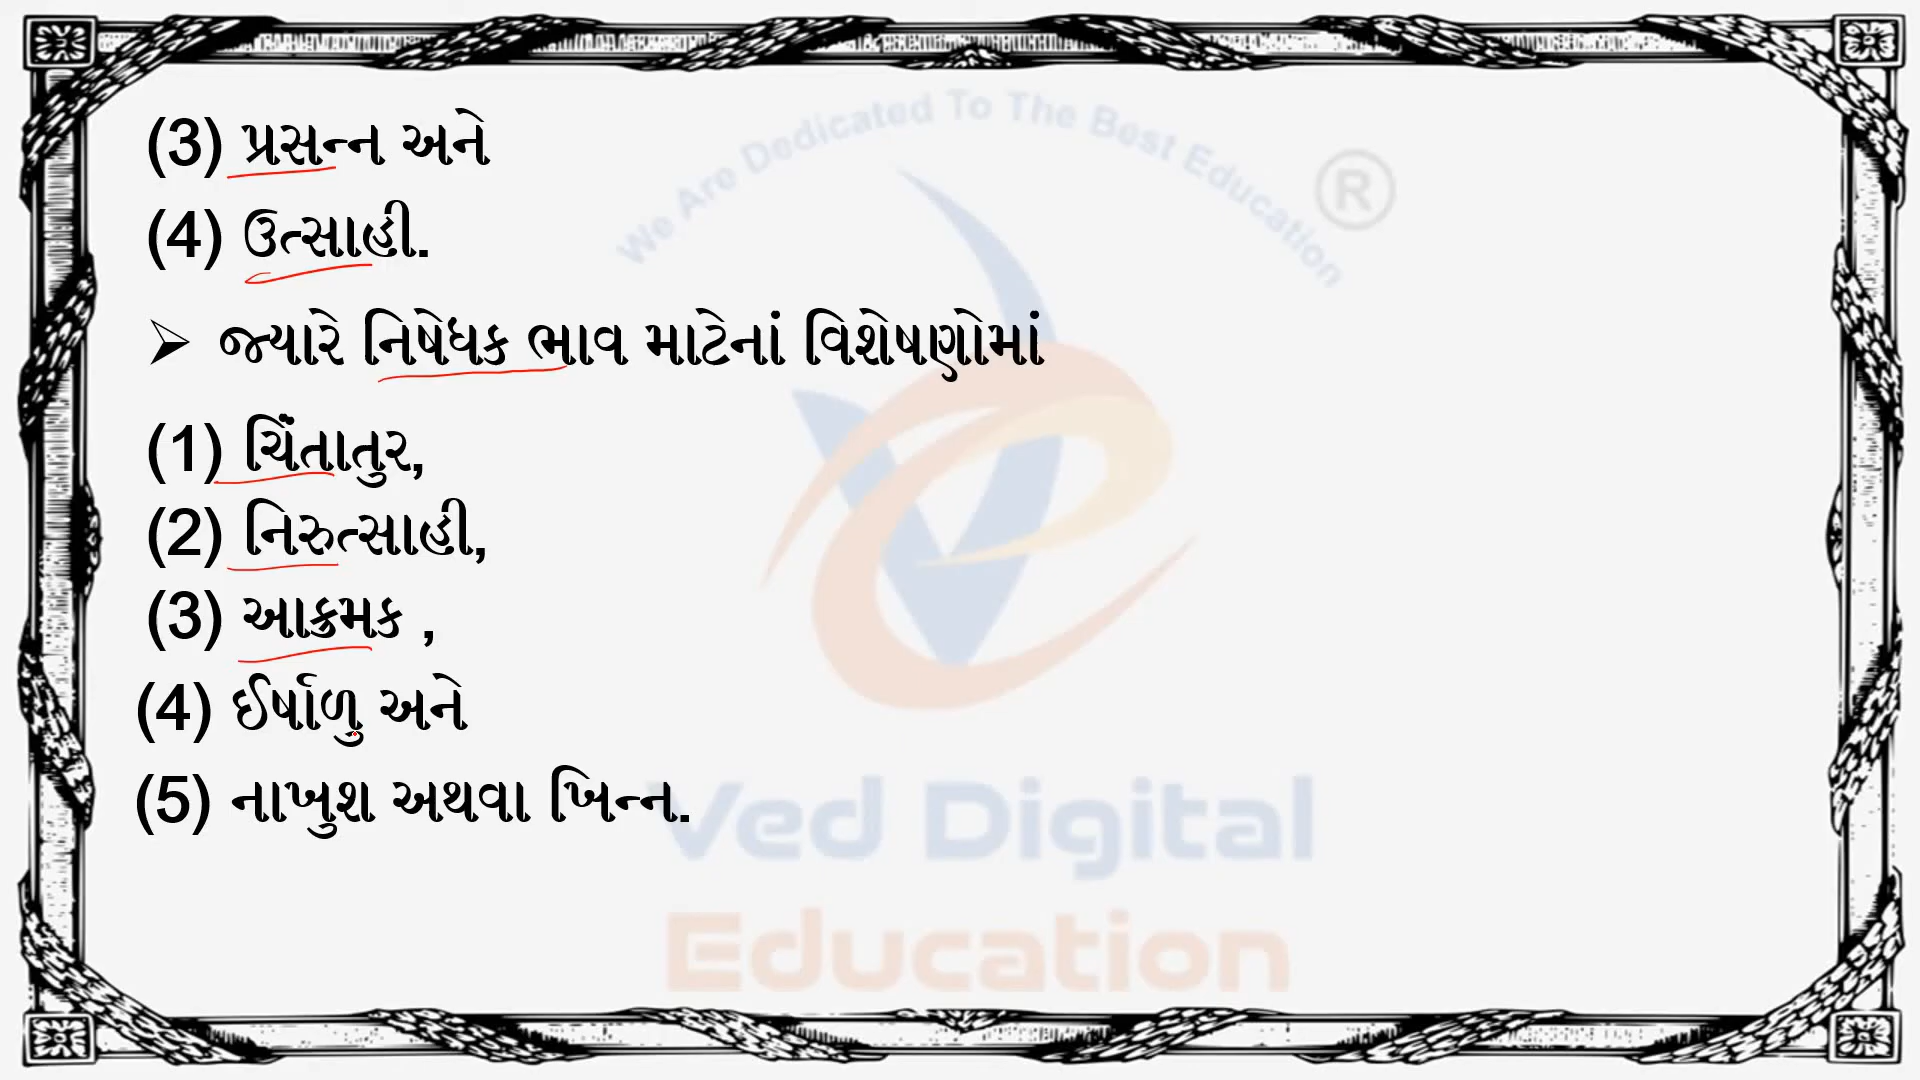 We Are Dedicated To The Best Education
®
(3) પ્રસન્ન અને
(4) ઉત્સાહી.
➢ જ્યારે નિષેધક ભાવ માટેનાં વિશેષણોમાં
(1) ચિંતાતુર,
(2) નિરુત્સાહી,
(3) આક્રમક ,
(4) ઈર્ષાળુ અને
(5) નાખુશ અથવા ખિન્ન.
Ved Digital
Education